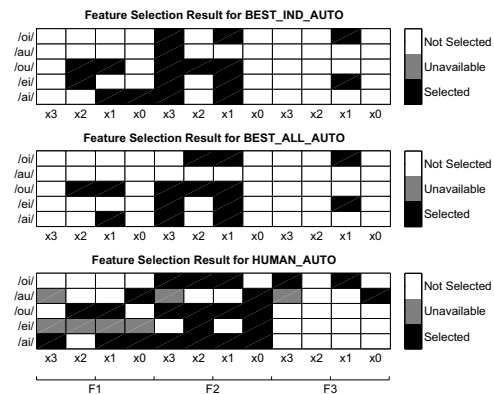 Feature Selection Result for BEST_IND_AUTO
/oi/
/au/
/ou/
/ei/
/ai/
x3 x2 x1 x0 x3 x2 x1 x0 x3 x2 x1 x0
Not Selected
Unavailable
Selected
Feature Selection Result for BEST_ALL_AUTO
/oi/
/au/
/ou/
/ei/
/ai/
x3 x2 x1 x0 x3 x2 x1 x0 x3 x2 x1 x0
Not Selected
Unavailable
Selected
Feature Selection Result for HUMAN_AUTO
/oi/
/au/
/ou/
/ei/
/ai/
x3 x2 x1 x0 x3 x2 x1 x0 x3 x2 x1 x0
Not Selected
Unavailable
Selected
F1 F2 F3